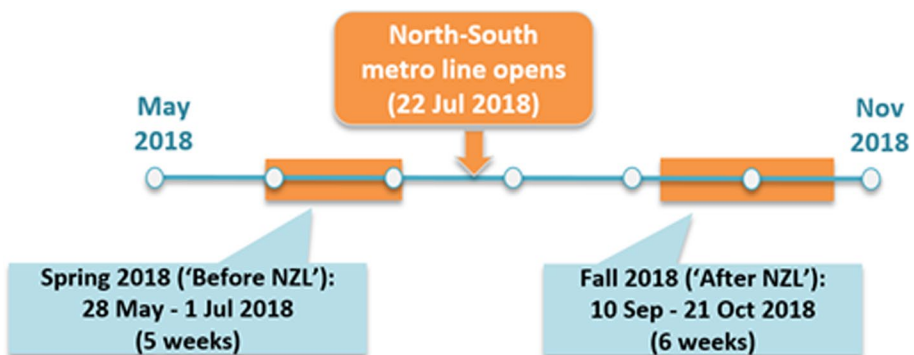 North-South
metro line opens
(22 Jul 2018)
May
2018
Nov
2018
Spring 2018 ('Before NZL'):
28 May - 1 Jul 2018
(5 weeks)
Fall 2018 ('After NZL'):
10 Sep - 21 Oct 2018
(6 weeks)